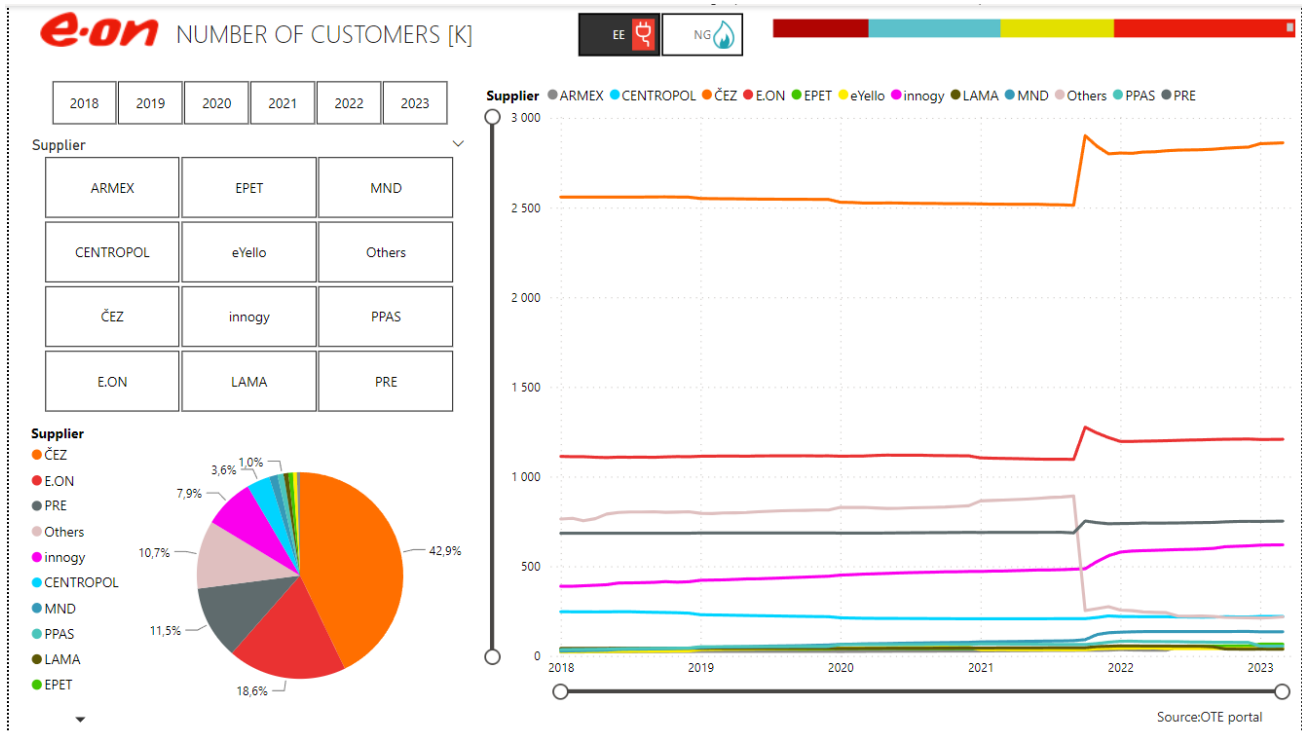 e·on NUMBER OF CUSTOMERS [K]
EE NG
2018 2019 2020 2021 2022 2023
Supplier
ARMEX EPET MND
CENTROPOL eYello Others
ČEZ innogy PPAS
E.ON LAMA PRE
Supplier
ČEZ
E.ON
PRE
Others
innogy
CENTROPOL
MND
PPAS
LAMA
EPET
1,0%
3,6%
7,9%
10,7%
11,5%
18,6%
42,9%
Supplier ARMEX CENTROPOL ČEZ E.ON EPET eYello innogy LAMA MND Others PPAS PRE
3 000
2 500
2 000
1 500
1 000
500
0
2018 2019 2020 2021 2022 2023
Source:OTE portal